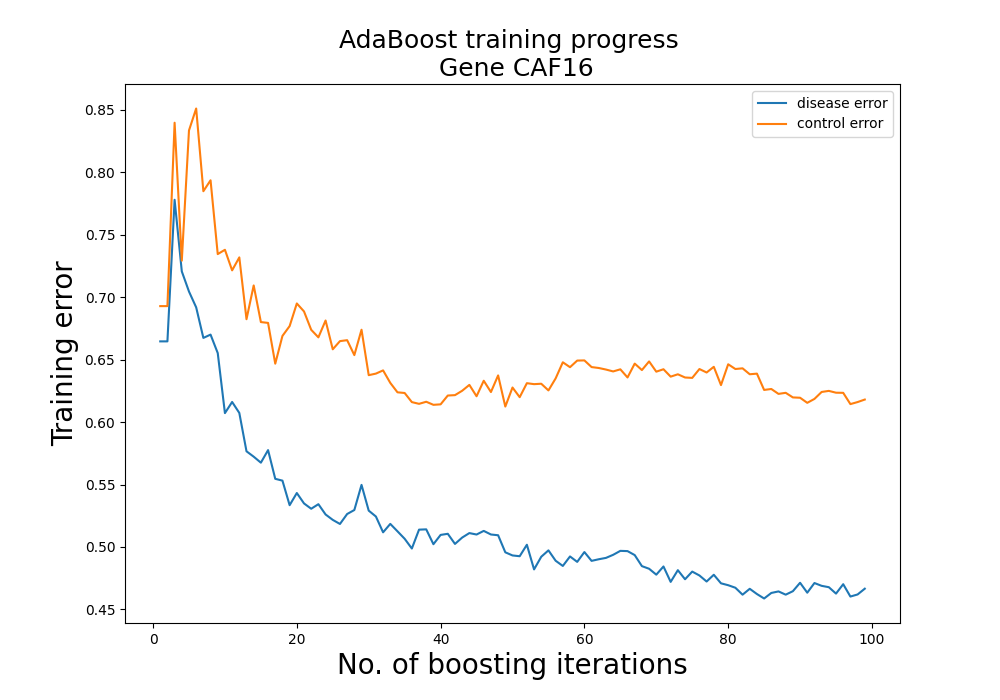 AdaBoost training progress
Gene CAF16
disease error
control error
Training error
0.85
0.80
0.75
0.70
0.65
0.60
0.55
0.50
0.45
0 20 40 60 80 100
No. of boosting iterations